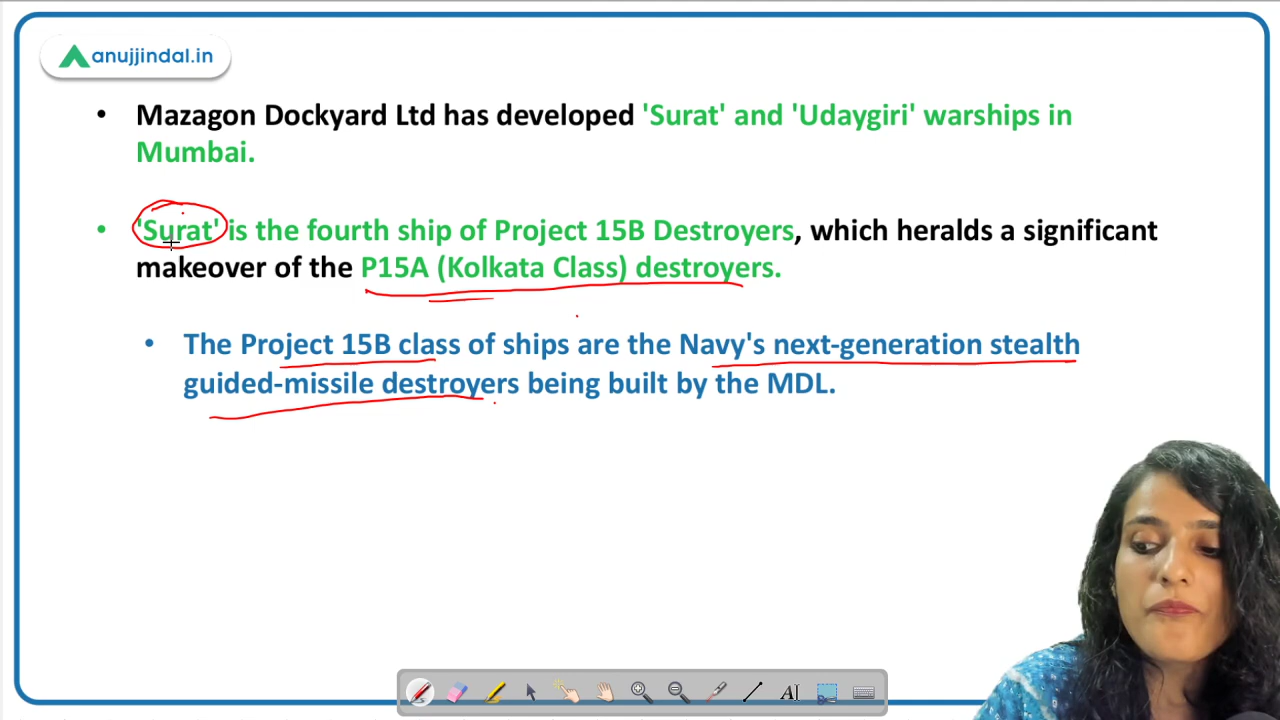 anujjindal.in
• Mazagon Dockyard Ltd has developed 'Surat' and 'Udaygiri' warships in
Mumbai.
• 'Surat' is the fourth ship of Project 15B Destroyers, which heralds a significant
makeover of the P15A (Kolkata Class) destroyers.
• The Project 15B class of ships are the Navy's next-generation stealth
guided-missile destroyers being built by the MDL.
AI